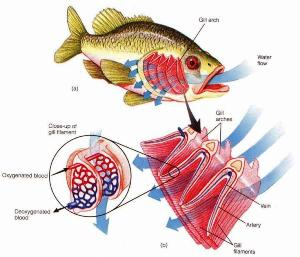 Gill arch
Water
flow
(a)
Close-up of
gill filament
Gill
arches
Oxygenated blood
Deoxygenated
blood
Vein
Artery
Gill
filaments
(b)